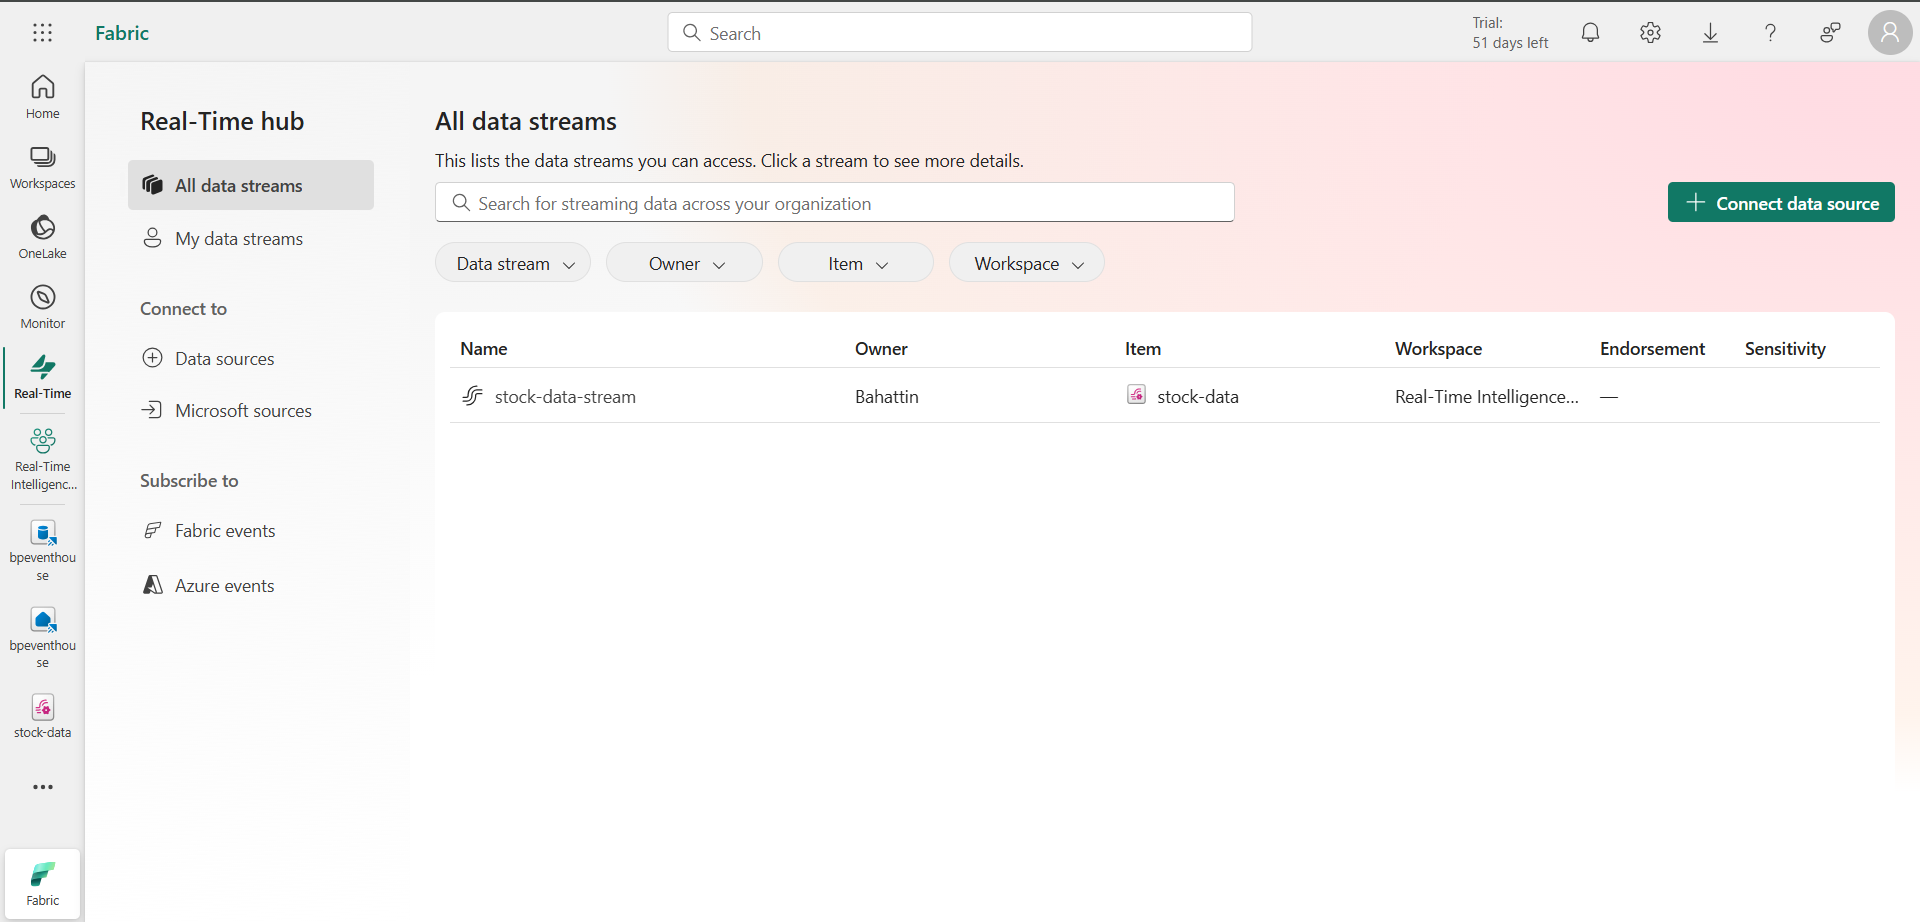 Fabric
Search
Trial:
51 days left
Home
Workspaces
OneLake
Monitor
Real-Time
Real-Time
Intelligenc...
bpeventhou
se
bpeventhou
se
stock-data
Fabric
Real-Time hub
All data streams
My data streams
Connect to
Data sources
Microsoft sources
Subscribe to
Fabric events
Azure events
All data streams
This lists the data streams you can access. Click a stream to see more details.
Search for streaming data across your organization
Connect data source
Data stream Owner Item Workspace
Name Owner Item Workspace Endorsement Sensitivity
stock-data-stream Bahattin stock-data Real-Time Intelligence... —